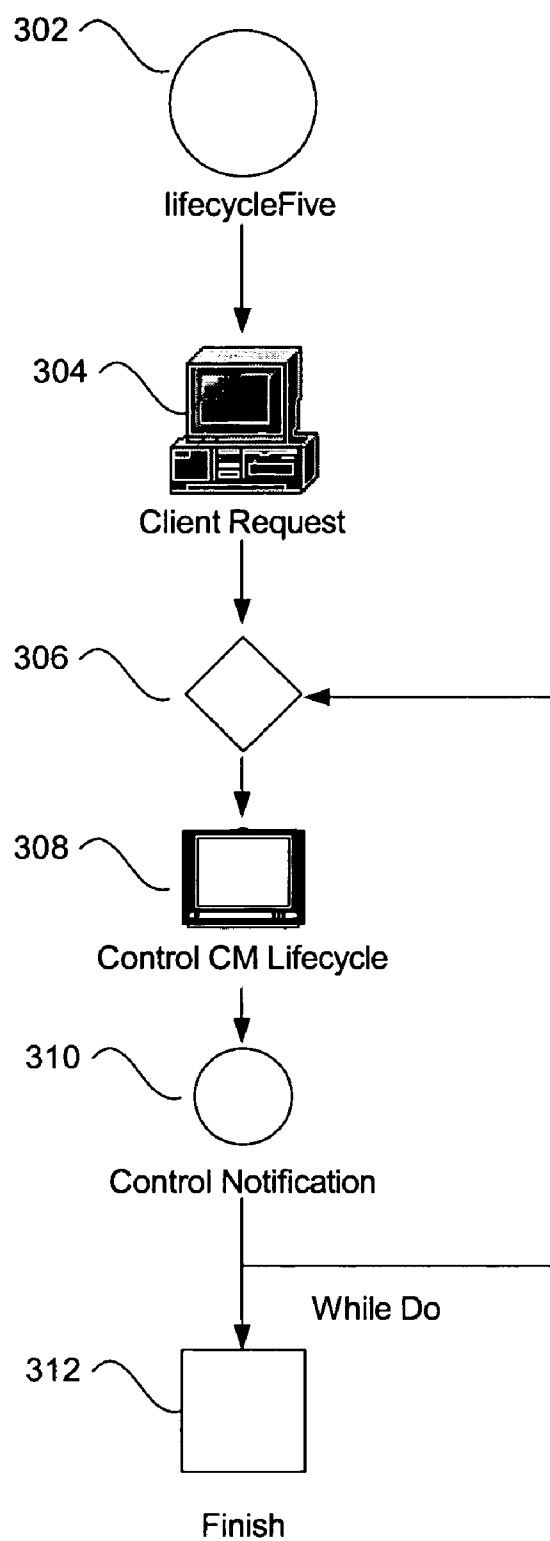 302
lifecycleFive
304
Client Request
306
308
Control CM Lifecycle
310
Control Notification
While Do
312
Finish